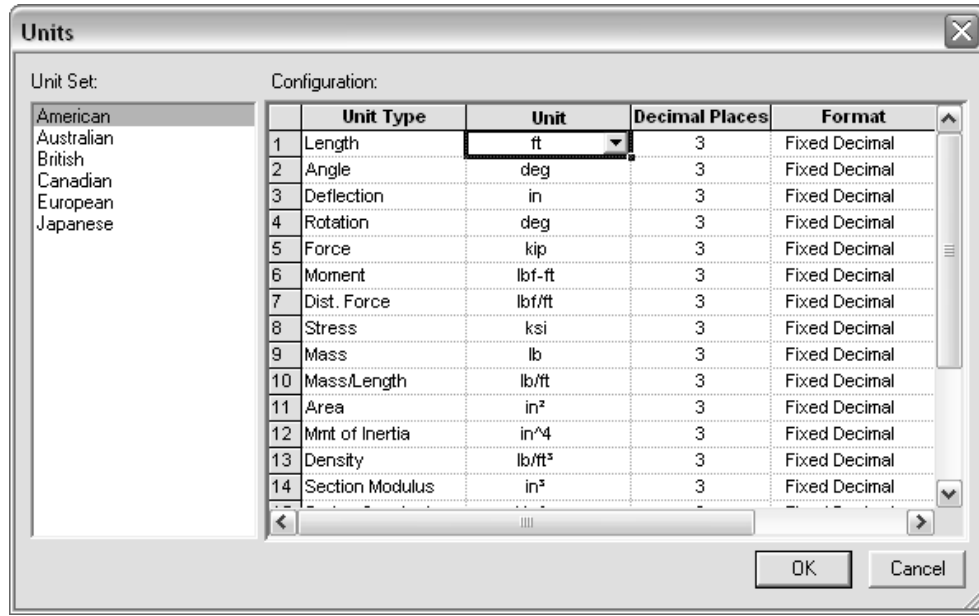 Units
Unit Set:
Configuration:
American
Australian
British
Canadian
European
Japanese
Unit Type Unit Decimal Places Format
1 Length ft 3 Fixed Decimal
2 Angle deg 3 Fixed Decimal
3 Deflection in 3 Fixed Decimal
4 Rotation deg 3 Fixed Decimal
5 Force kip 3 Fixed Decimal
6 Moment lbf-ft 3 Fixed Decimal
7 Dist. Force lbf/ft 3 Fixed Decimal
8 Stress ksi 3 Fixed Decimal
9 Mass lb 3 Fixed Decimal
10 Mass/Length lb/ft 3 Fixed Decimal
11 Area in² 3 Fixed Decimal
12 Mmt of Inertia in^4 3 Fixed Decimal
13 Density lb/ft³ 3 Fixed Decimal
14 Section Modulus in³ 3 Fixed Decimal
OK Cancel